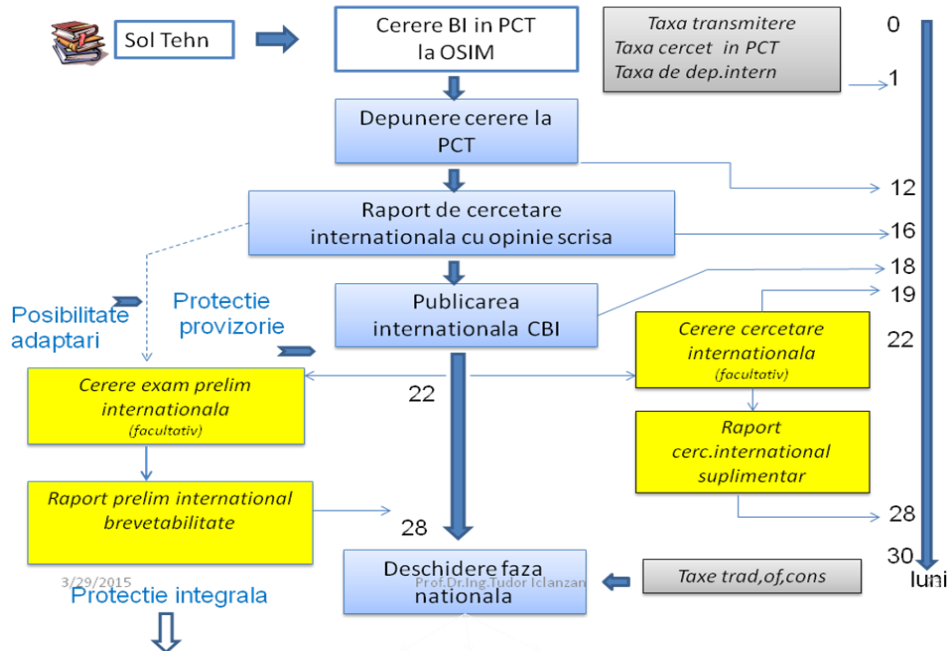 Sol Tehn
Cerere BI in PCT
la OSIM
Taxa transmitere
Taxa cercet in PCT
Taxa de dep.intern
0
1
Depunere cerere la
PCT
12
Raport de cercetare
internationala cu opinie scrisa
16
18
19
Posibilitate
adaptari
Protectie
provizorie
Publicarea
internationala CBI
Cerere cercetare
internationala
(facultativ)
22
Cerere exam prelim
internationala
(facultativ)
22
Raport
cerc.international
suplimentar
Raport prelim international
brevetabilitate
28
28
30
luni
Deschidere faza
nationala
Taxe trad,of,cons
3/29/2015
Prof.Dr.Ing.Tudor Iclanzan
Protectie integrala